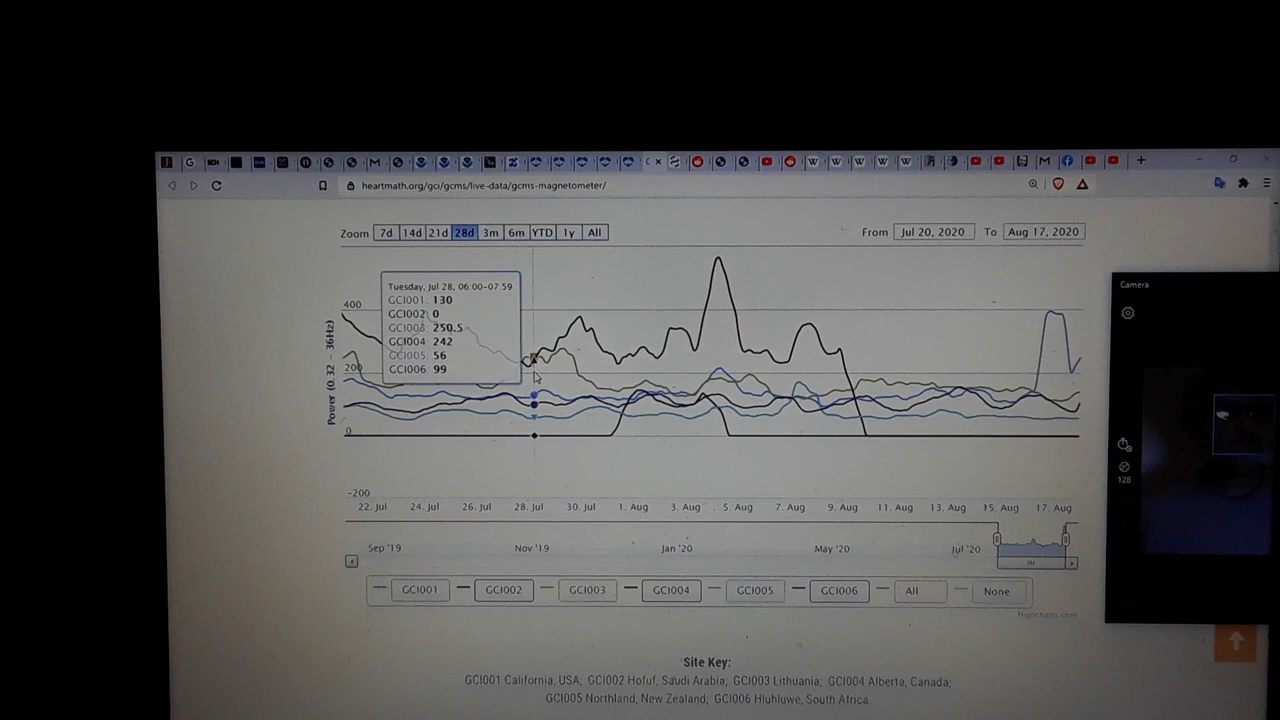 heartmath.org/gci/gcms/live-data/gcms-magnetometer/
Zoom 7d 14d 21d 28d 3m 6m YTD 1y All From Jul 20, 2020 To Aug 17, 2020
Camera
Tuesday, Jul 28, 06:00-07:59
GCI001: 130
GCI002: 0
GCI003: 250.5
GCI004: 242
GCI005: 56
GCI006: 99
Power (0.32 - 36Hz)
400
200
0
-200
22. Jul 24. Jul 26. Jul 28. Jul 30. Jul 1. Aug 3. Aug 5. Aug 7. Aug 9. Aug 11. Aug 13. Aug 15. Aug 17. Aug
128
Sep '19 Nov '19 Jan '20 May '20 Jul '20
GCI001 GCI002 GCI003 GCI004 GCI005 GCI006 All None
Highcharts.com
Site Key:
GCI001 California, USA; GCI002 Hofuf, Saudi Arabia; GCI003 Lithuania; GCI004 Alberta, Canada;
GCI005 Northland, New Zealand; GCI006 Hluhluwe, South Africa